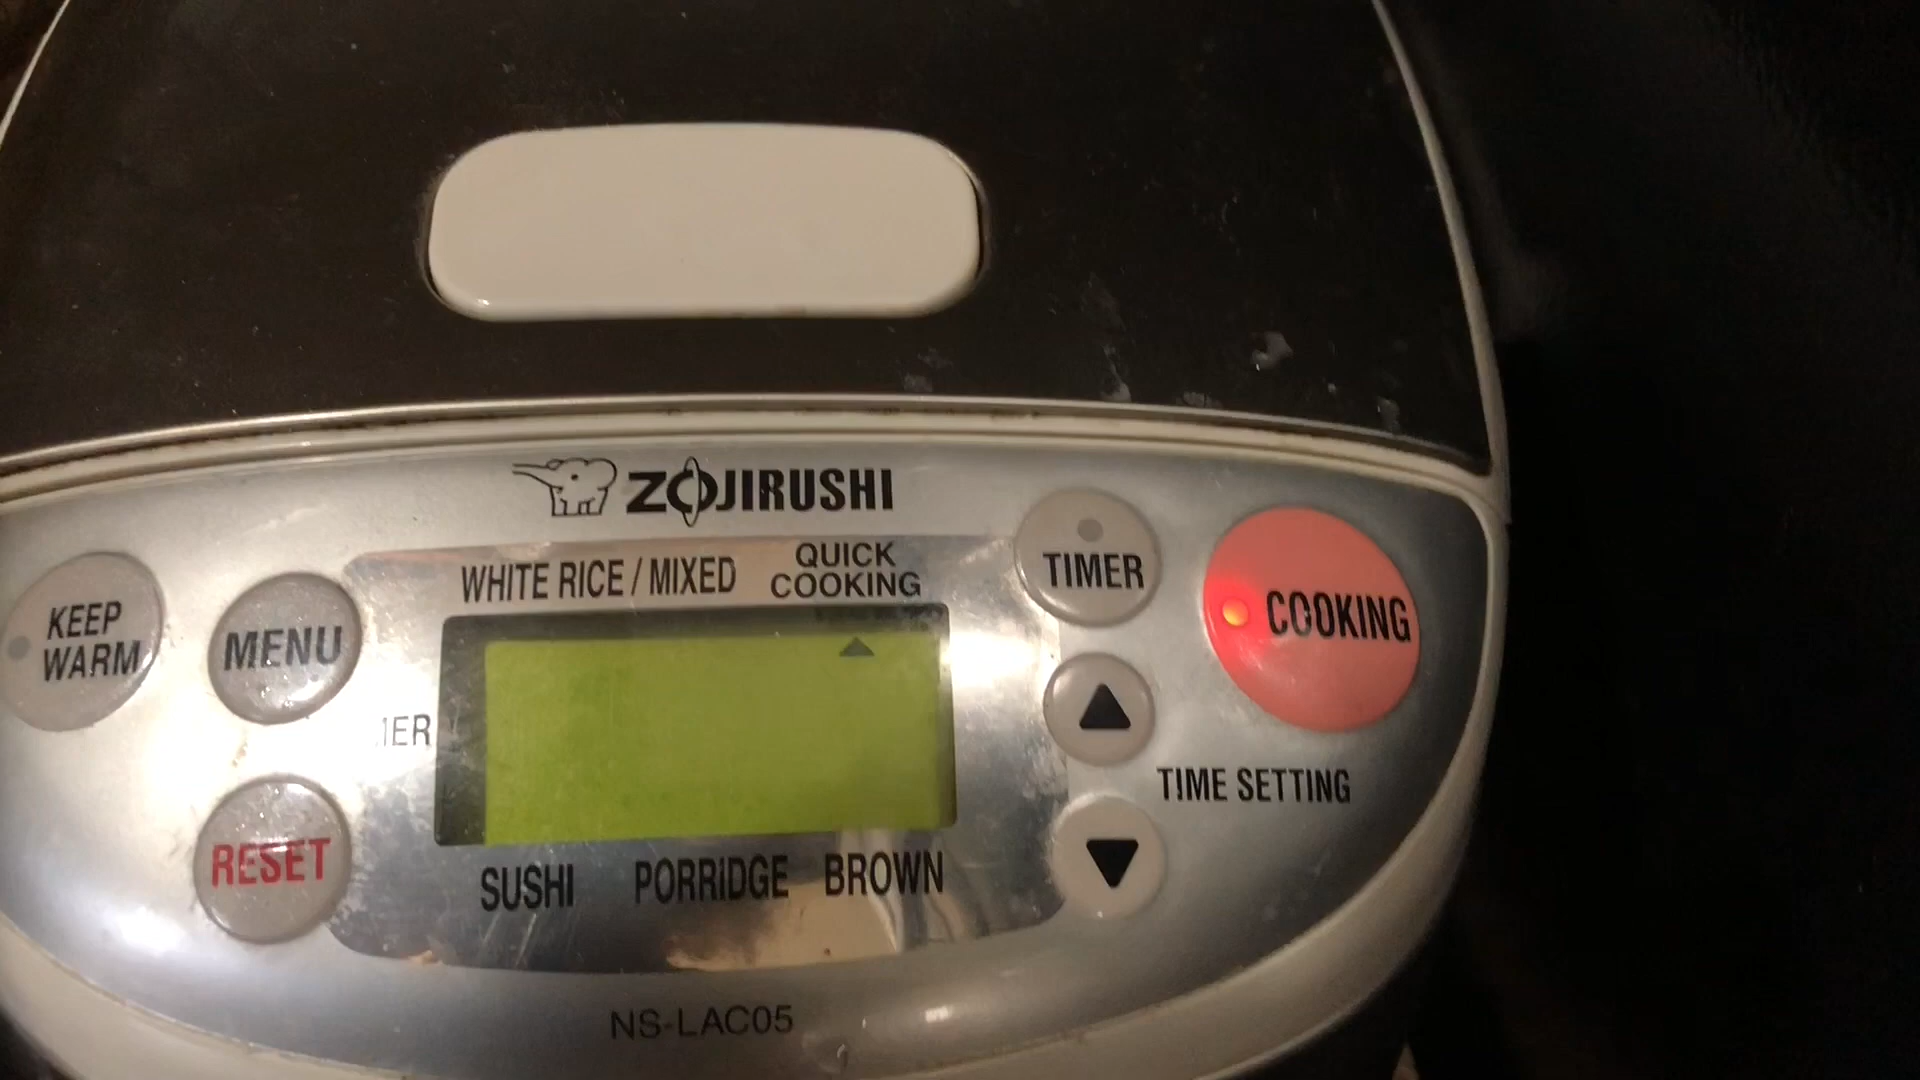 ZOJIRUSHI
WHITE RICE / MIXED
QUICK
COOKING
TIMER
COOKING
KEEP
WARM
MENU
IER
TIME SETTING
RESET
SUSHI
PORRIDGE
BROWN
NS-LAC05